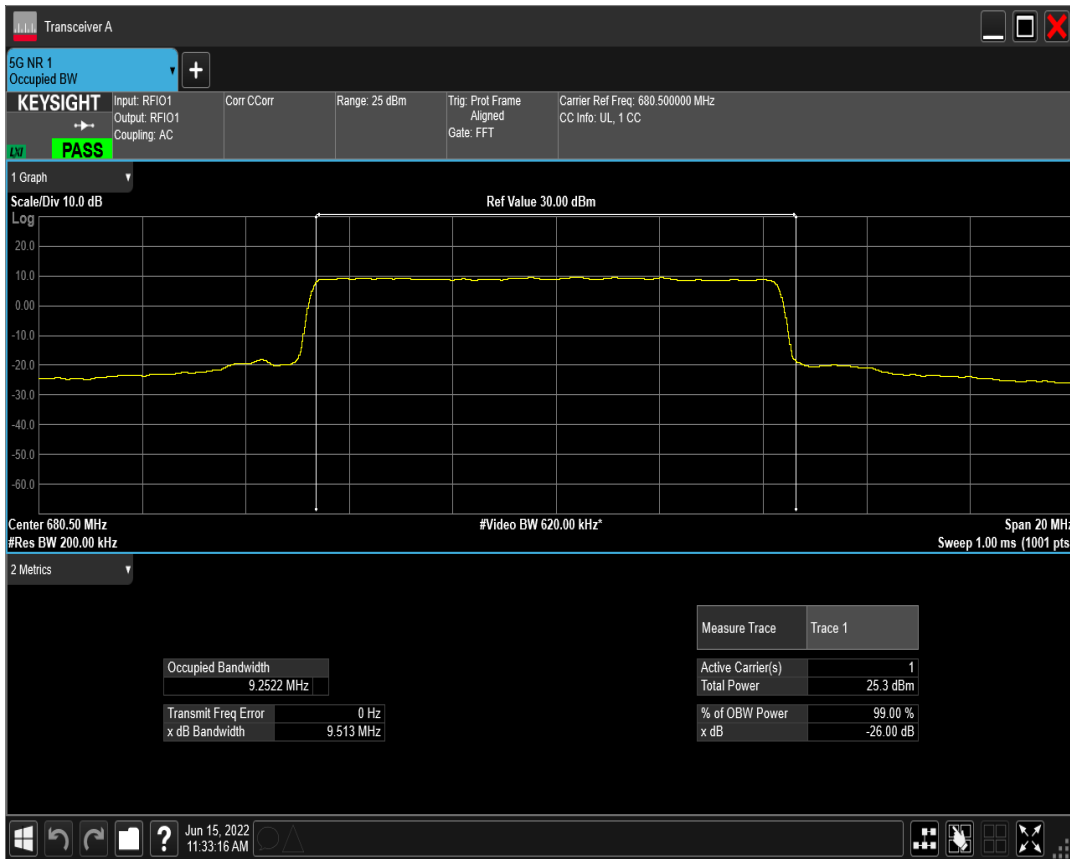 Transceiver A
5G NR 1
Occupied BW
KEYSIGHT
LXI
PASS
Input: RFIO1
Output: RFIO1
Coupling: AC
Corr CCorr
Range: 25 dBm
Trig: Prot Frame
Aligned
Gate: FFT
Carrier Ref Freq: 680.500000 MHz
CC Info: UL, 1 CC
1 Graph
Scale/Div 10.0 dB
Ref Value 30.00 dBm
Log
20.0
10.0
0.00
-10.0
-20.0
-30.0
-40.0
-50.0
-60.0
Center 680.50 MHz
#Video BW 620.00 kHz*
Span 20 MHz
#Res BW 200.00 kHz
Sweep 1.00 ms (1001 pts
2 Metrics
Measure Trace Trace 1
Occupied Bandwidth
9.2522 MHz
Active Carrier(s) 1
Total Power 25.3 dBm
Transmit Freq Error 0 Hz
x dB Bandwidth 9.513 MHz
% of OBW Power 99.00 %
x dB -26.00 dB
?
Jun 15, 2022
11:33:16 AM